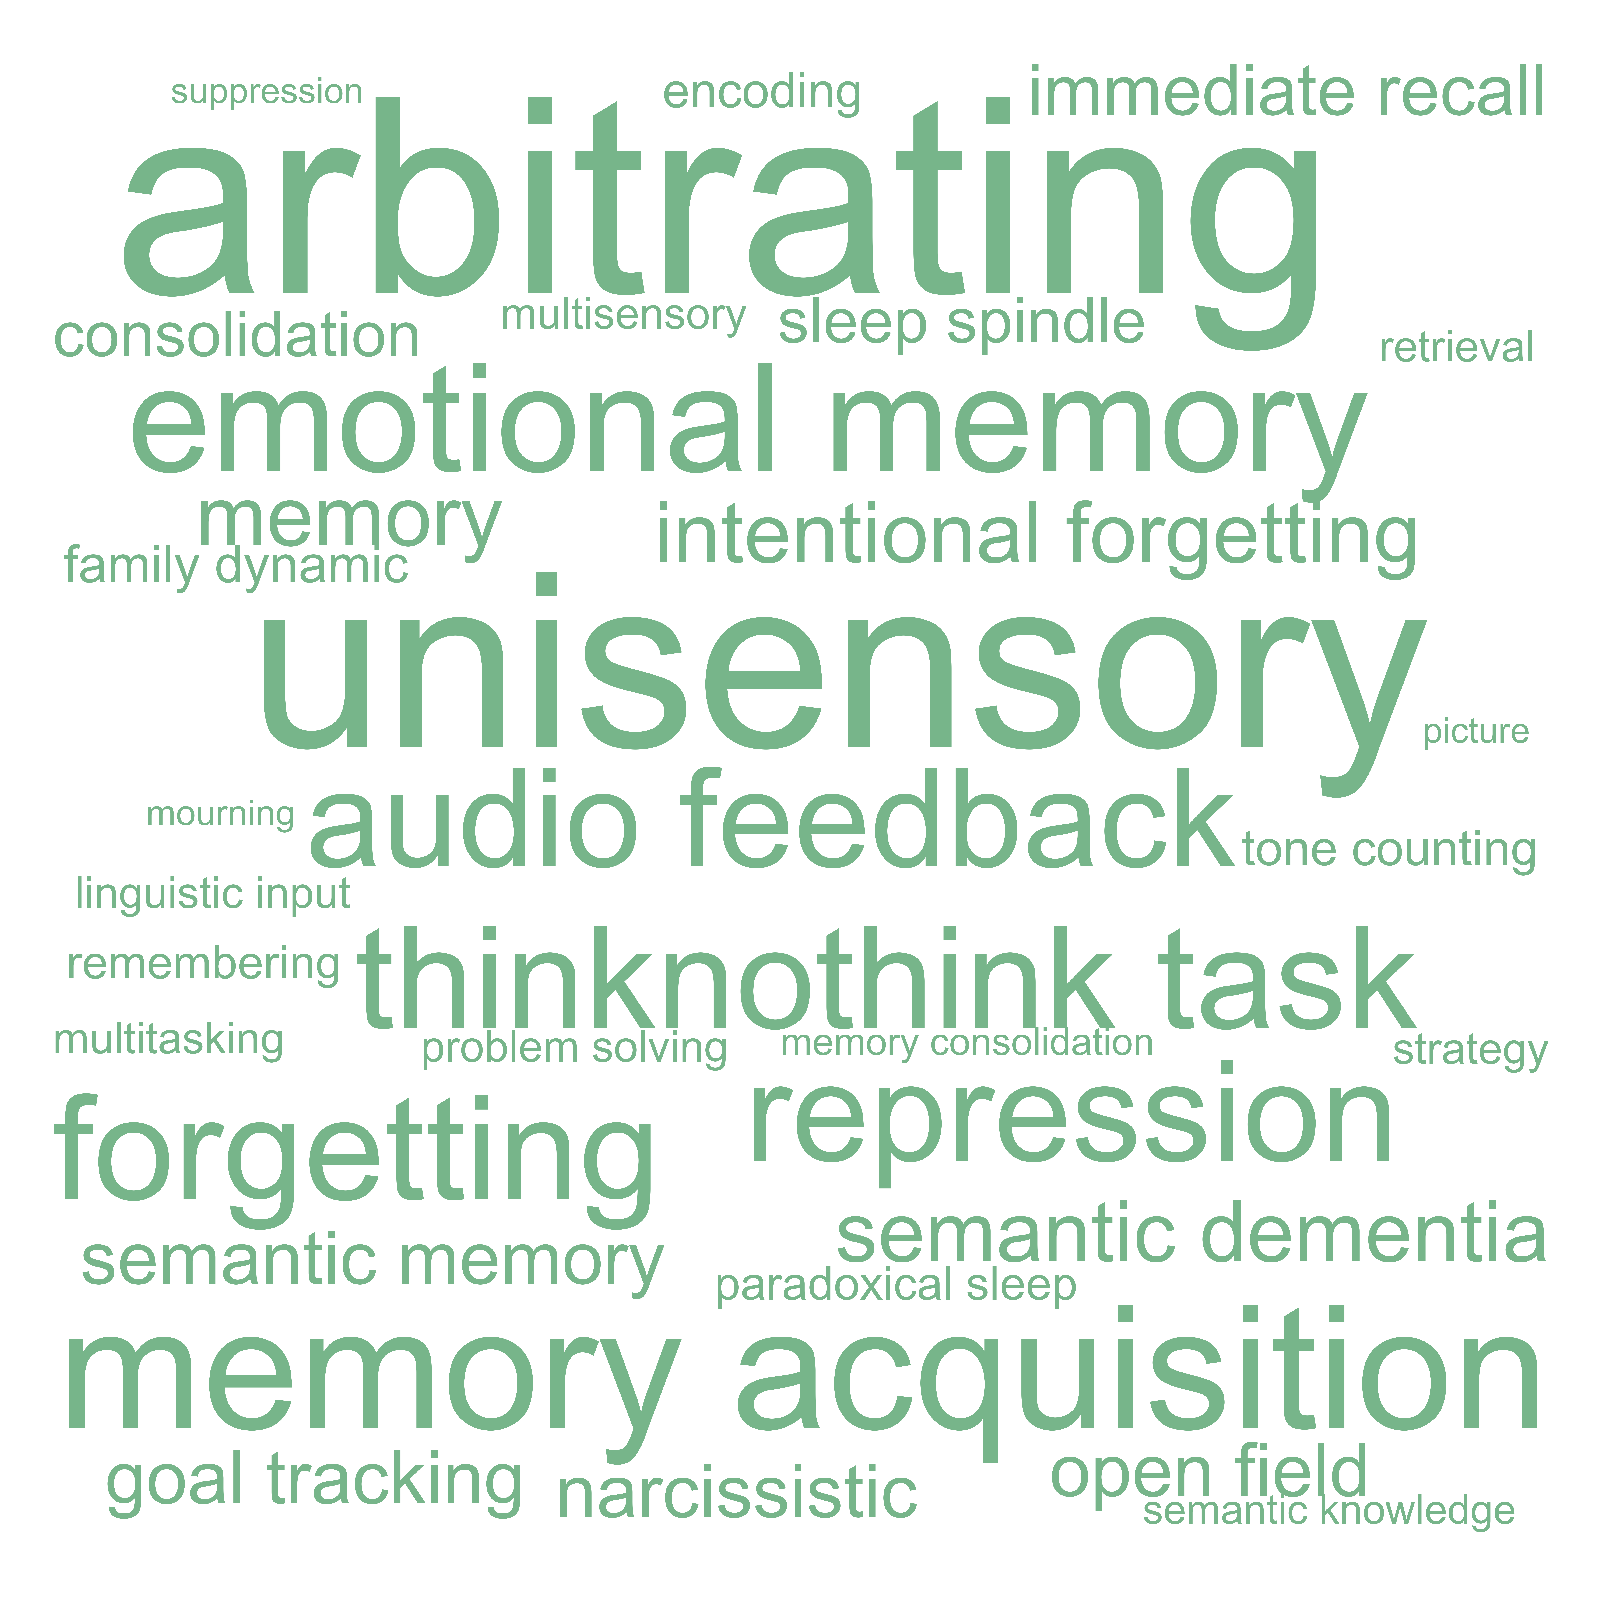 suppression
encoding
immediate recall
arbitrating
consolidation
multisensory
sleep spindle
retrieval
emotional memory
memory
intentional forgetting
family dynamic
unisensory
picture
audio feedback
mourning
tone counting
linguistic input
remembering
thinknothink task
multitasking
problem solving
memory consolidation
strategy
forgetting
repression
semantic memory
semantic dementia
paradoxical sleep
memory acquisition
goal tracking
narcissistic
open field
semantic knowledge